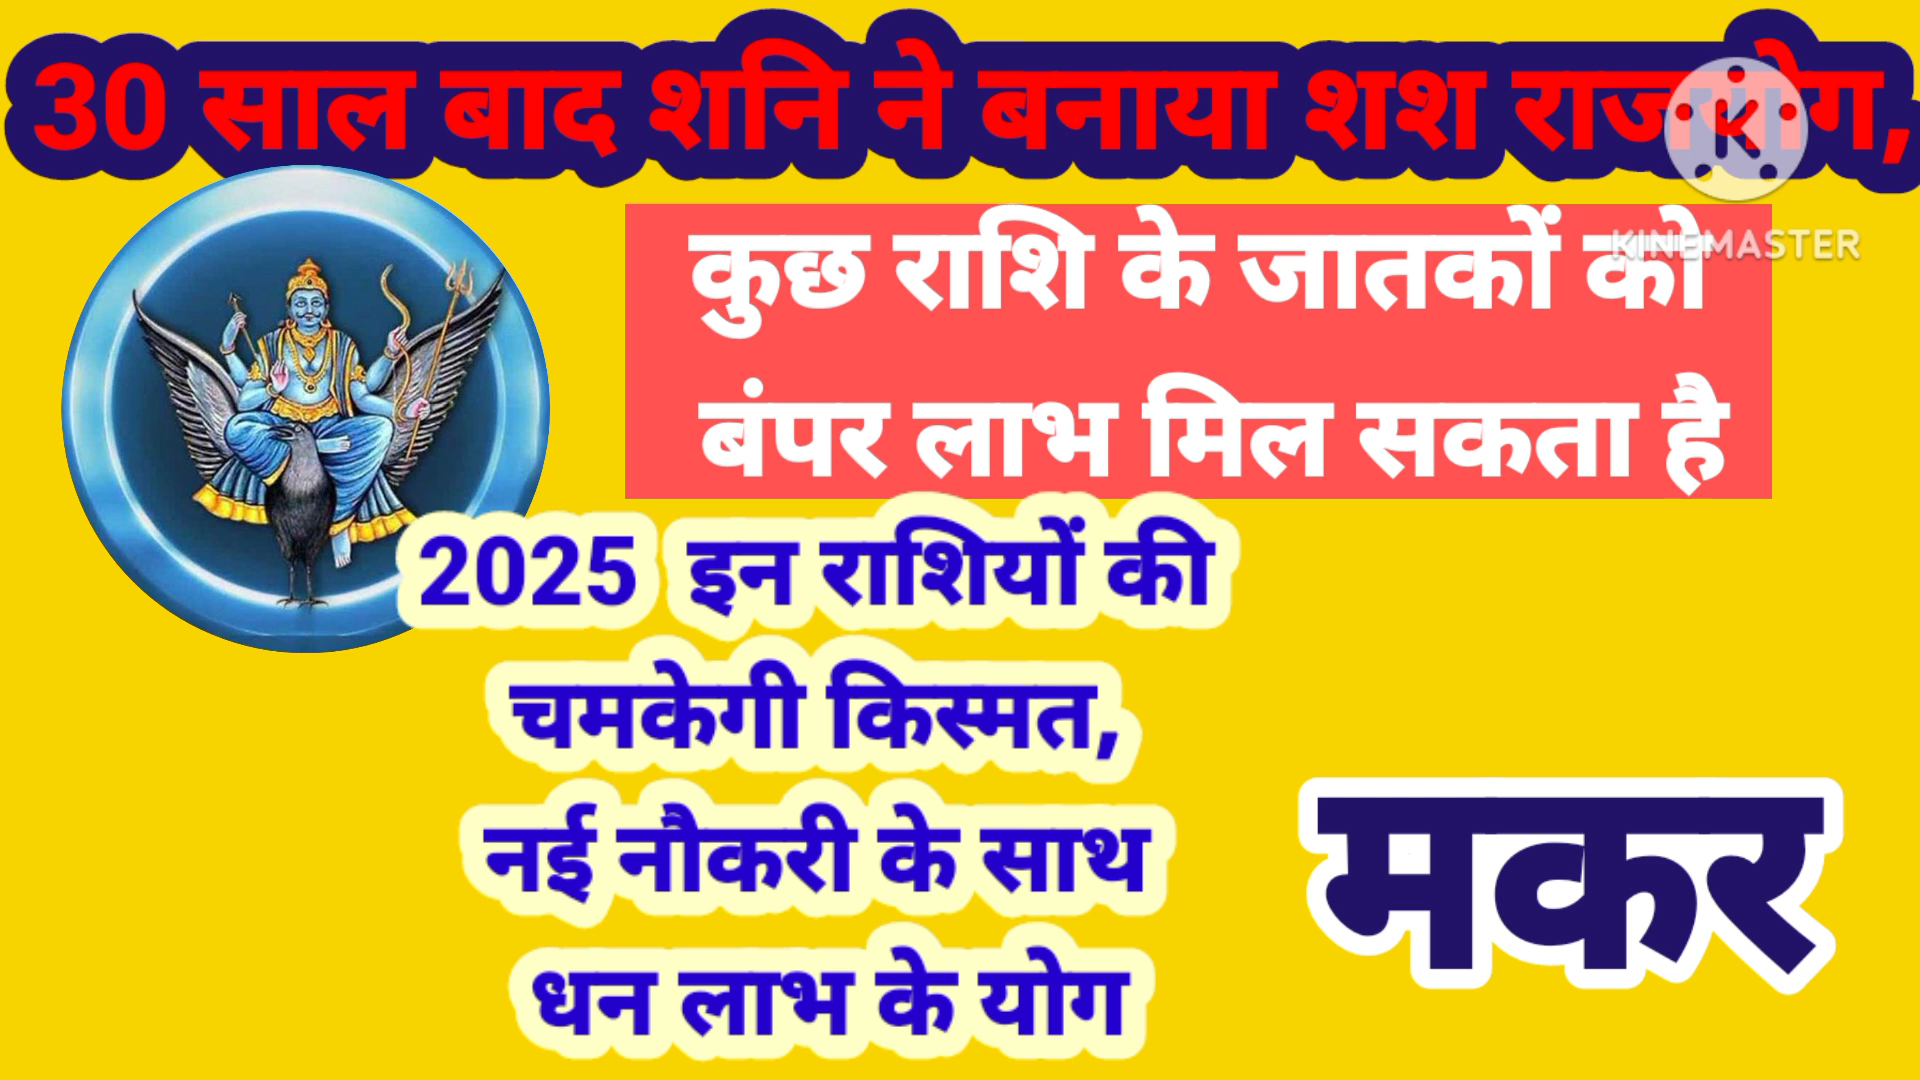 30 साल बाद शनि ने बनाया शश राजयोग,
कुछ राशि के जातकों को
KINEMASTER
बंपर लाभ मिल सकता है
2025 इन राशियों की
चमकेगी किस्मत,
नई नौकरी के साथ
धन लाभ के योग
मकर